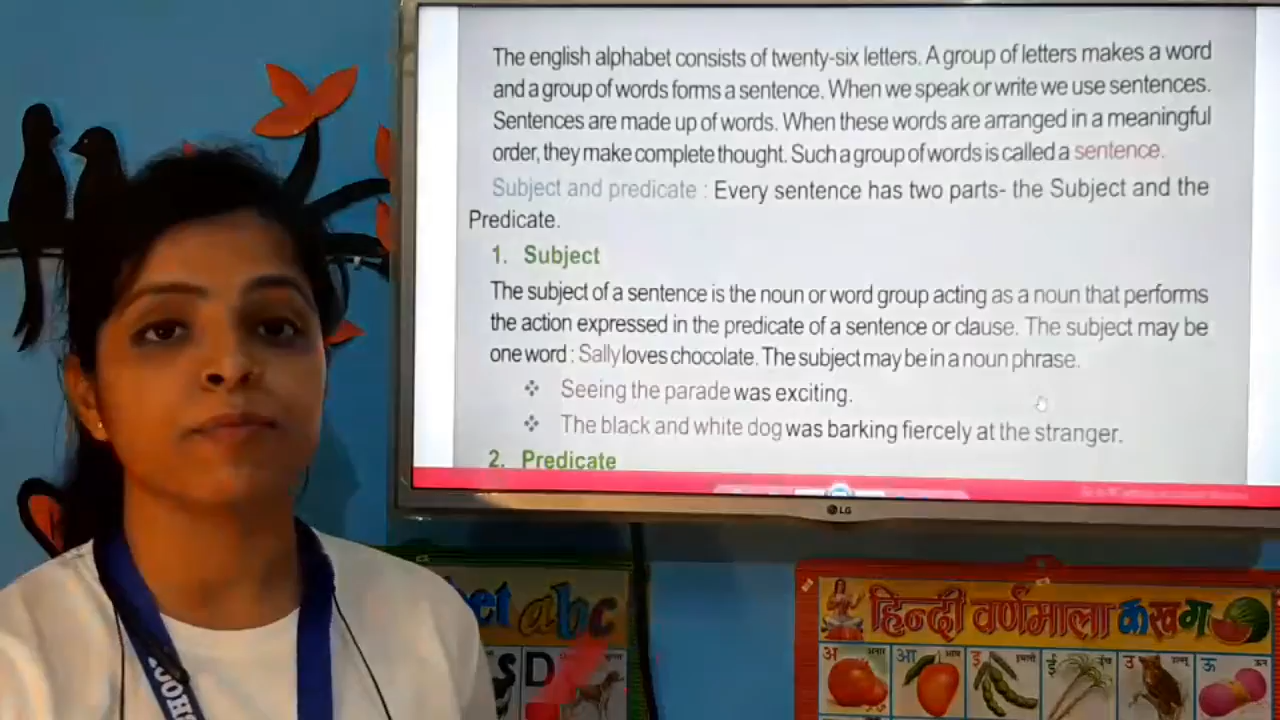 The english alphabet consists of twenty-six letters. A group of letters makes a word
and a group of words forms a sentence. When we speak or write we use sentences.
Sentences are made up of words. When these words are arranged in a meaningful
order, they make complete thought. Such a group of words is called a sentence.
Subject and predicate : Every sentence has two parts- the Subject and the
Predicate.
1. Subject
The subject of a sentence is the noun or word group acting as a noun that performs
the action expressed in the predicate of a sentence or clause. The subject may be
one word : Sally loves chocolate. The subject may be in a noun phrase.
❖ Seeing the parade was exciting.
❖ The black and white dog was barking fiercely at the stranger.
2. Predicate
LG
abc
D
हिन्दी वर्णमाला क ख ग
अ आ इ ई उ ऊ